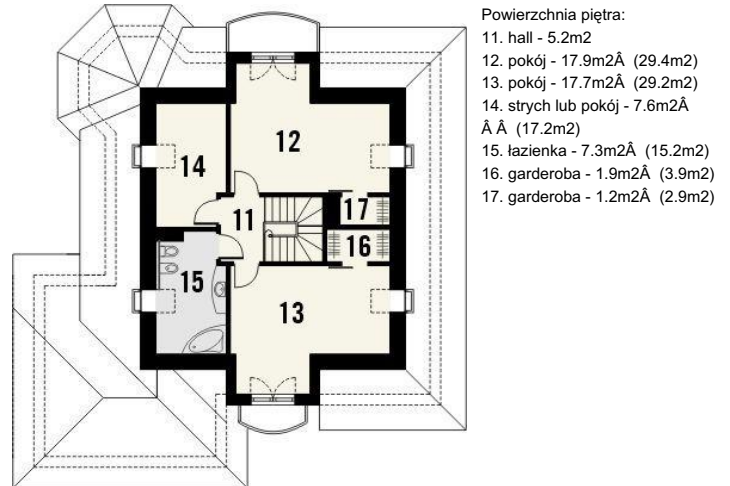 Powierzchnia piętra:
11. hall - 5.2m2
12. pokój - 17.9m2Â  (29.4m2)
13. pokój - 17.7m2Â  (29.2m2)
14. strych lub pokój - 7.6m2Â
Â Â  (17.2m2)
15. łazienka - 7.3m2Â  (15.2m2)
16. garderoba - 1.9m2Â  (3.9m2)
17. garderoba - 1.2m2Â  (2.9m2)
12
14
11
17
16
15
13